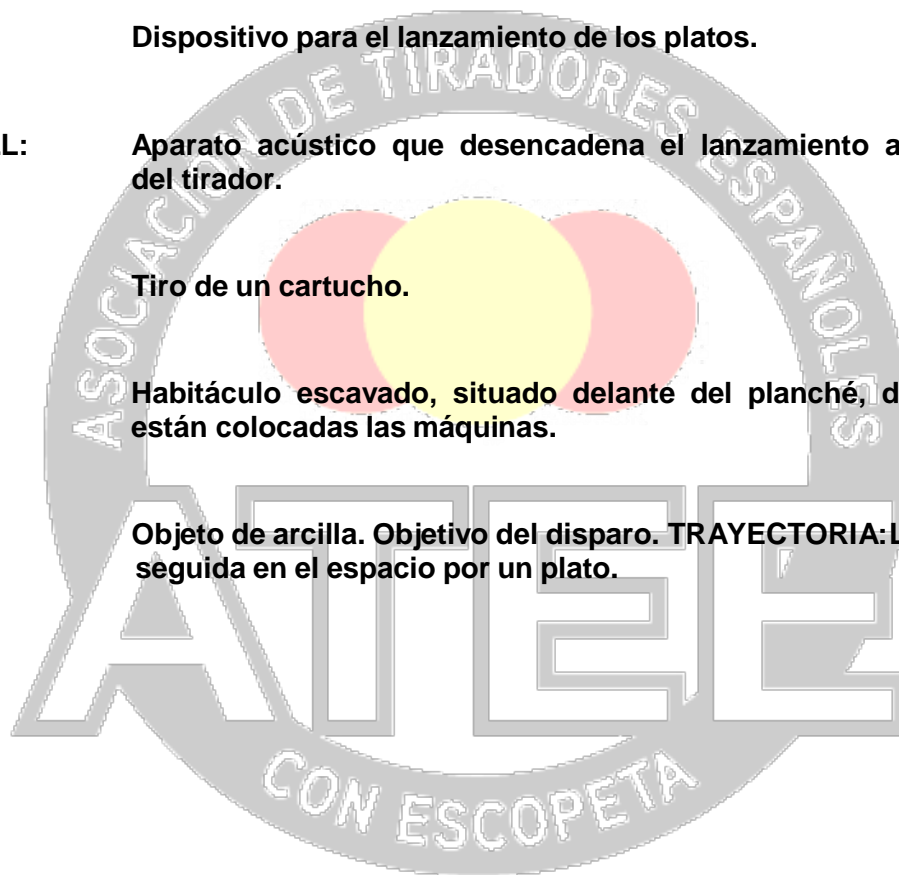 Dispositivo para el lanzamiento de los platos.
Aparato acústico que desencadena el lanzamiento a
del tirador.
Tiro de un cartucho.
Habitáculo escavado, situado delante del planché, d
están colocadas las máquinas.
Objeto de arcilla. Objetivo del disparo. TRAYECTORIA:L
seguida en el espacio por un plato.
ASOCIACION DE TIRADORES ESPAÑOLES
ATEE
CON ESCOPETA